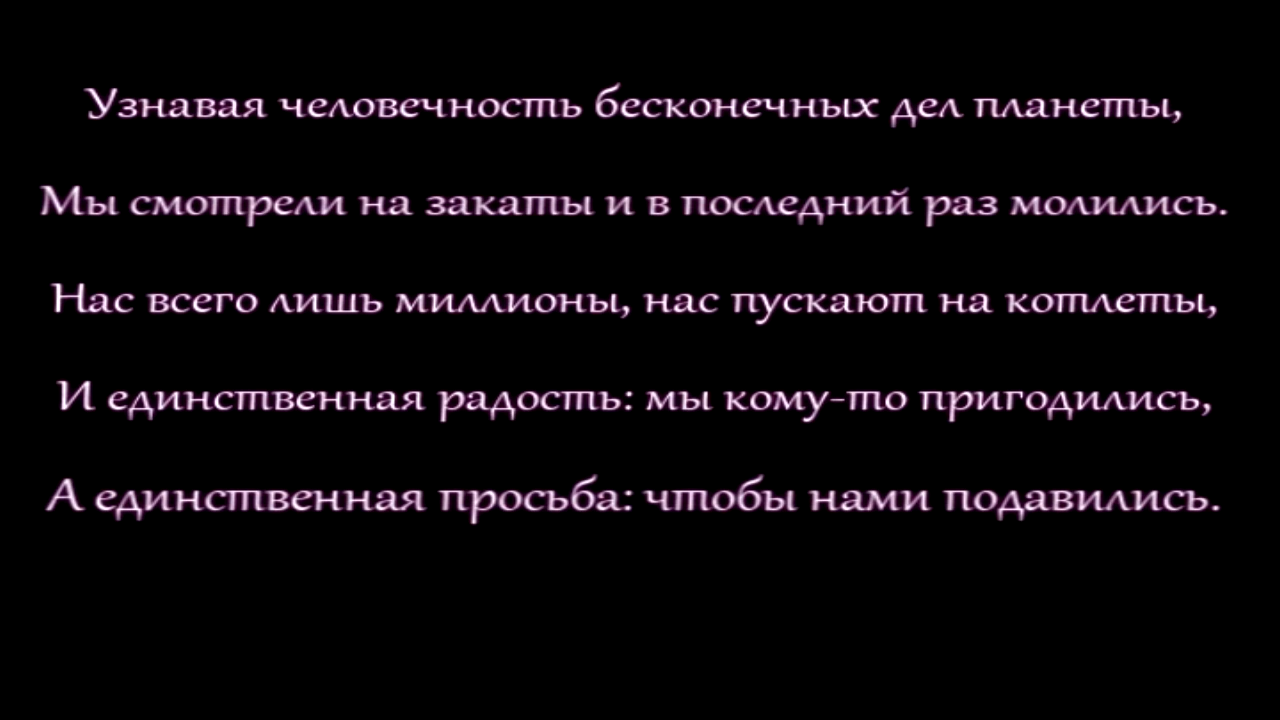 Узнавая человечность бесконечных дел планеты,
Мы смотрели на закаты и в последний раз молились.
Нас всего лишь миллионы, нас пускают на котлеты,
И единственная радость: мы кому-то пригодились,
А единственная просьба: чтобы нами подавились.